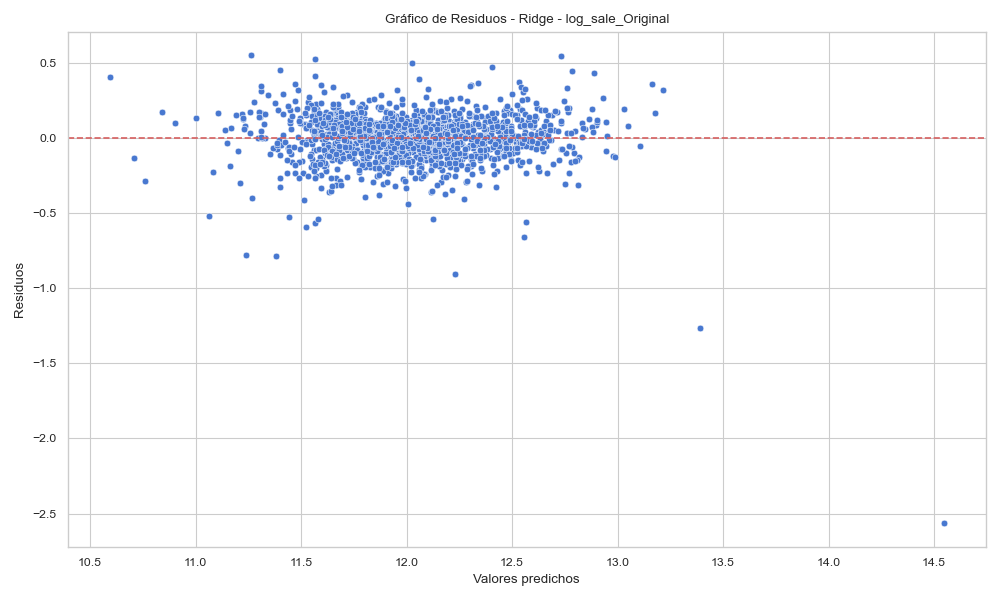 Gráfico de Residuos - Ridge - log_sale_Original
Residuos
0.5
0.0
−0.5
−1.0
−1.5
−2.0
−2.5
10.5 11.0 11.5 12.0 12.5 13.0 13.5 14.0 14.5
Valores predichos